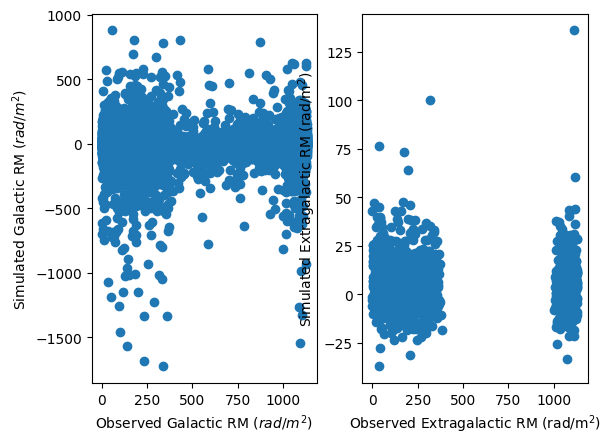 1000
500
0
−500
−1000
−1500
Simulated Galactic RM (rad/m²)
0 250 500 750 1000
Observed Galactic RM (rad/m²)
125
100
75
50
25
0
−25
Simulated Extragalactic RM (rad/m²)
0 250 500 750 1000
Observed Extragalactic RM (rad/m²)